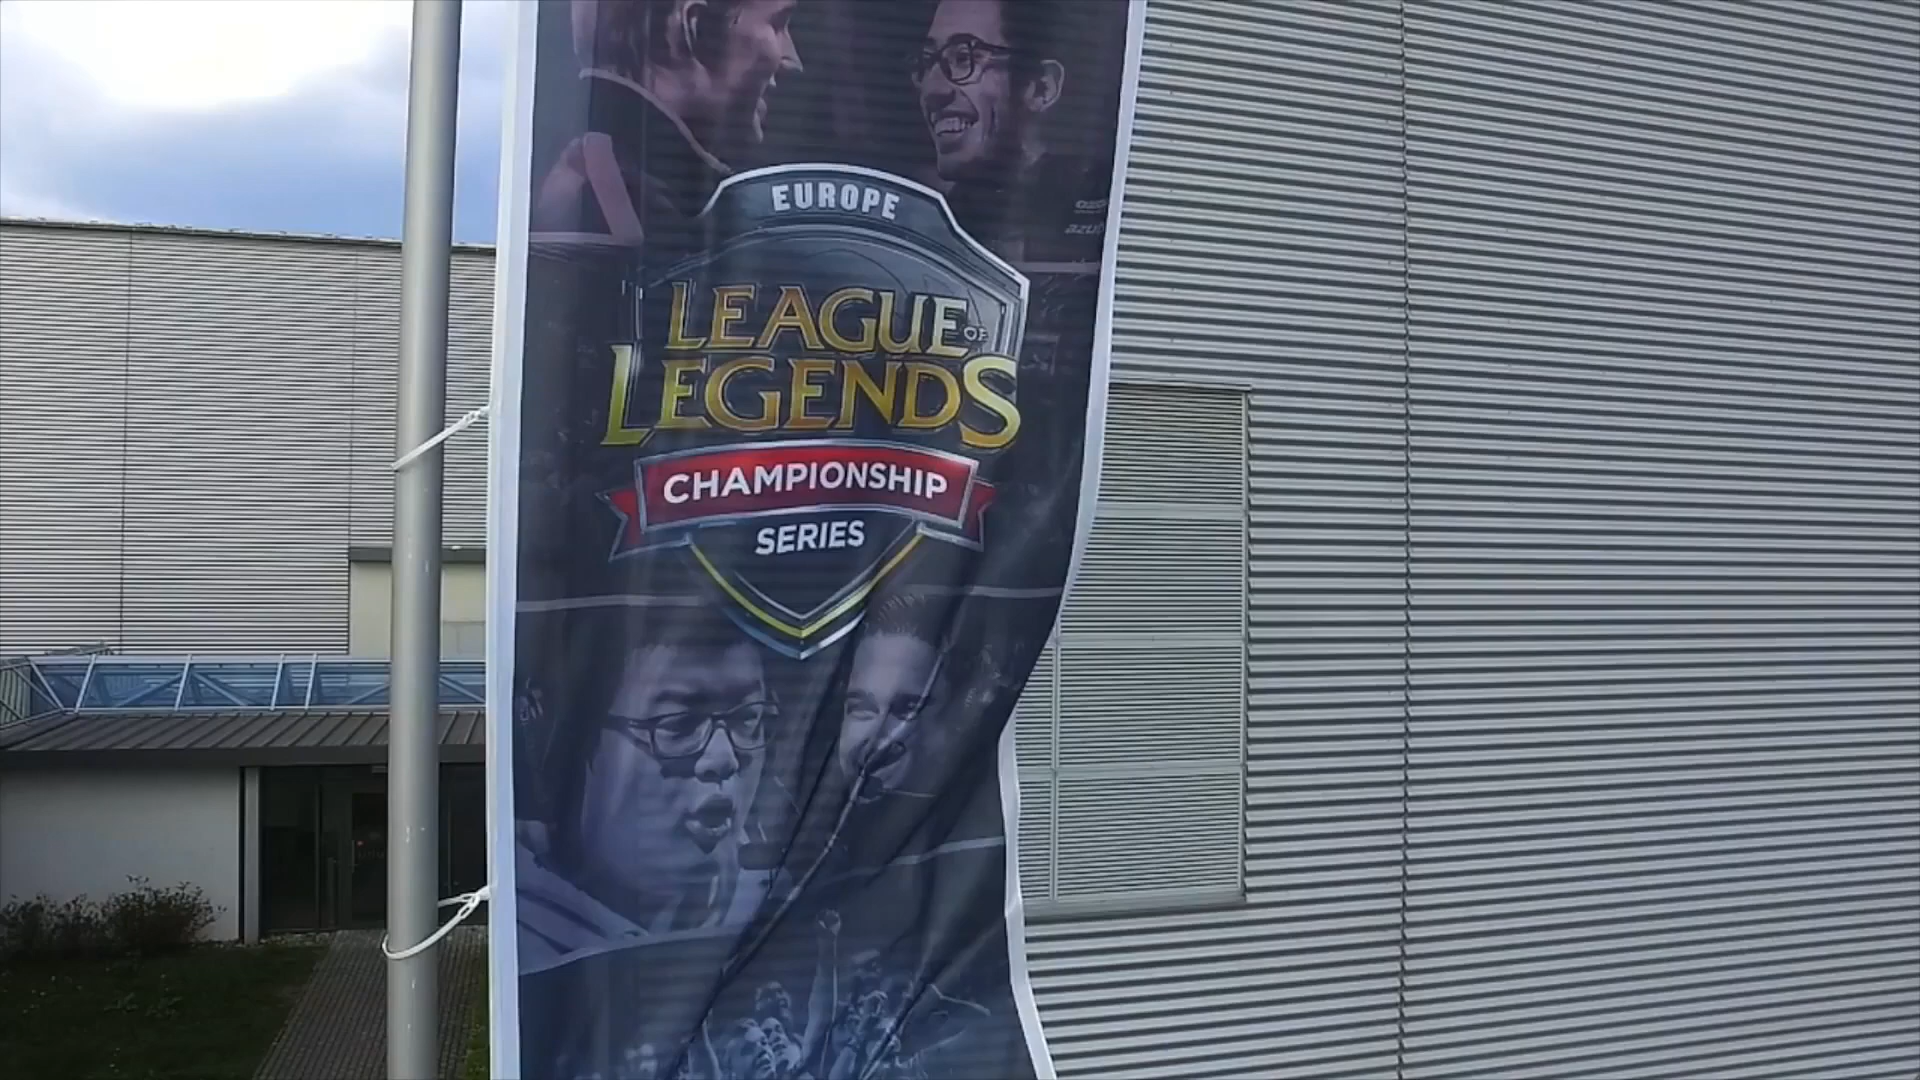 EUROPE
LEAGUE OF
LEGENDS
CHAMPIONSHIP
SERIES